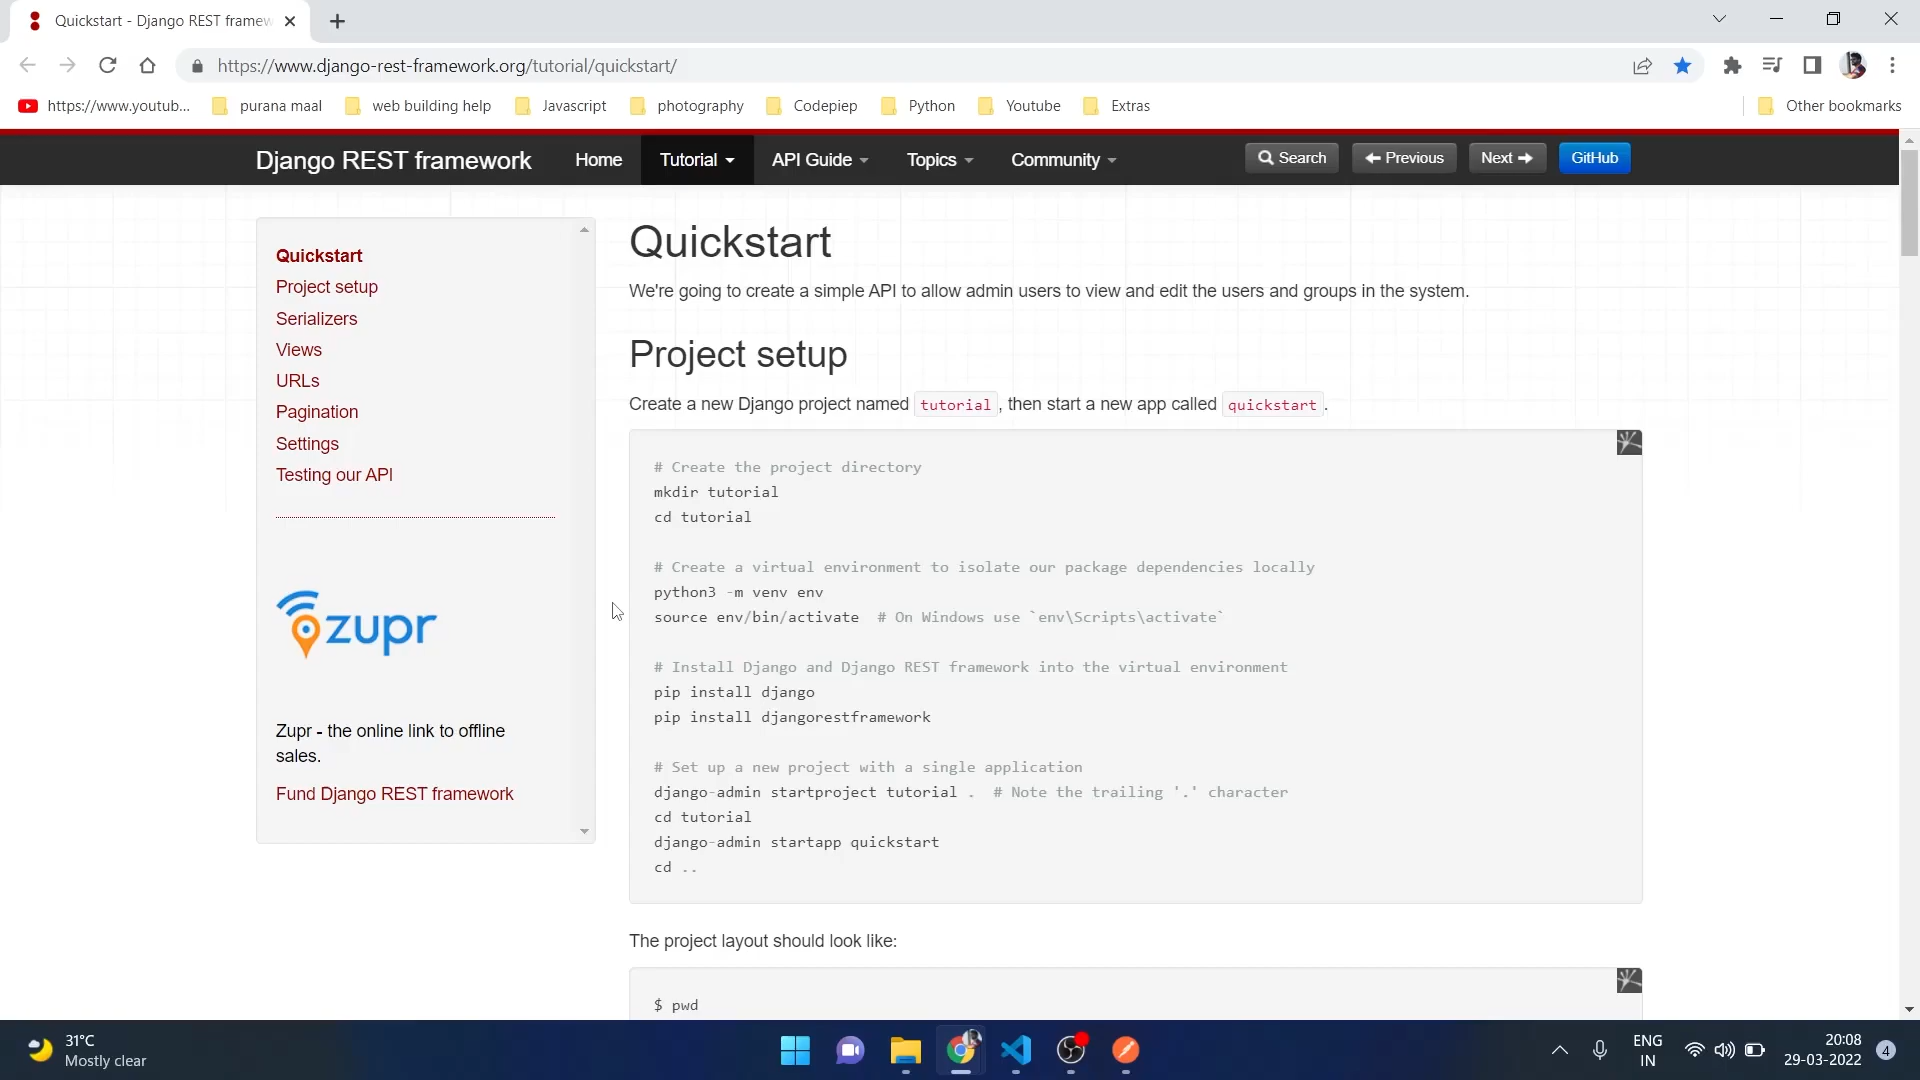 Quickstart - Django REST framew
https://www.django-rest-framework.org/tutorial/quickstart/
https://www.youtub... purana maal web building help Javascript photography Codepiep Python Youtube Extras Other bookmarks
Django REST framework Home Tutorial API Guide Topics Community Search Previous Next GitHub
Quickstart
Project setup
Serializers
Views
URLs
Pagination
Settings
Testing our API
zupr
Zupr - the online link to offline
sales.
Fund Django REST framework
Quickstart
We're going to create a simple API to allow admin users to view and edit the users and groups in the system.
Project setup
Create a new Django project named tutorial, then start a new app called quickstart.
# Create the project directory
mkdir tutorial
cd tutorial
# Create a virtual environment to isolate our package dependencies locally
python3 -m venv env
source env/bin/activate  # On Windows use `env\Scripts\activate`
# Install Django and Django REST framework into the virtual environment
pip install django
pip install djangorestframework
# Set up a new project with a single application
django-admin startproject tutorial .  # Note the trailing '.' character
cd tutorial
django-admin startapp quickstart
cd ..
The project layout should look like:
$ pwd
31°C
Mostly clear
ENG
IN
20:08
29-03-2022
4